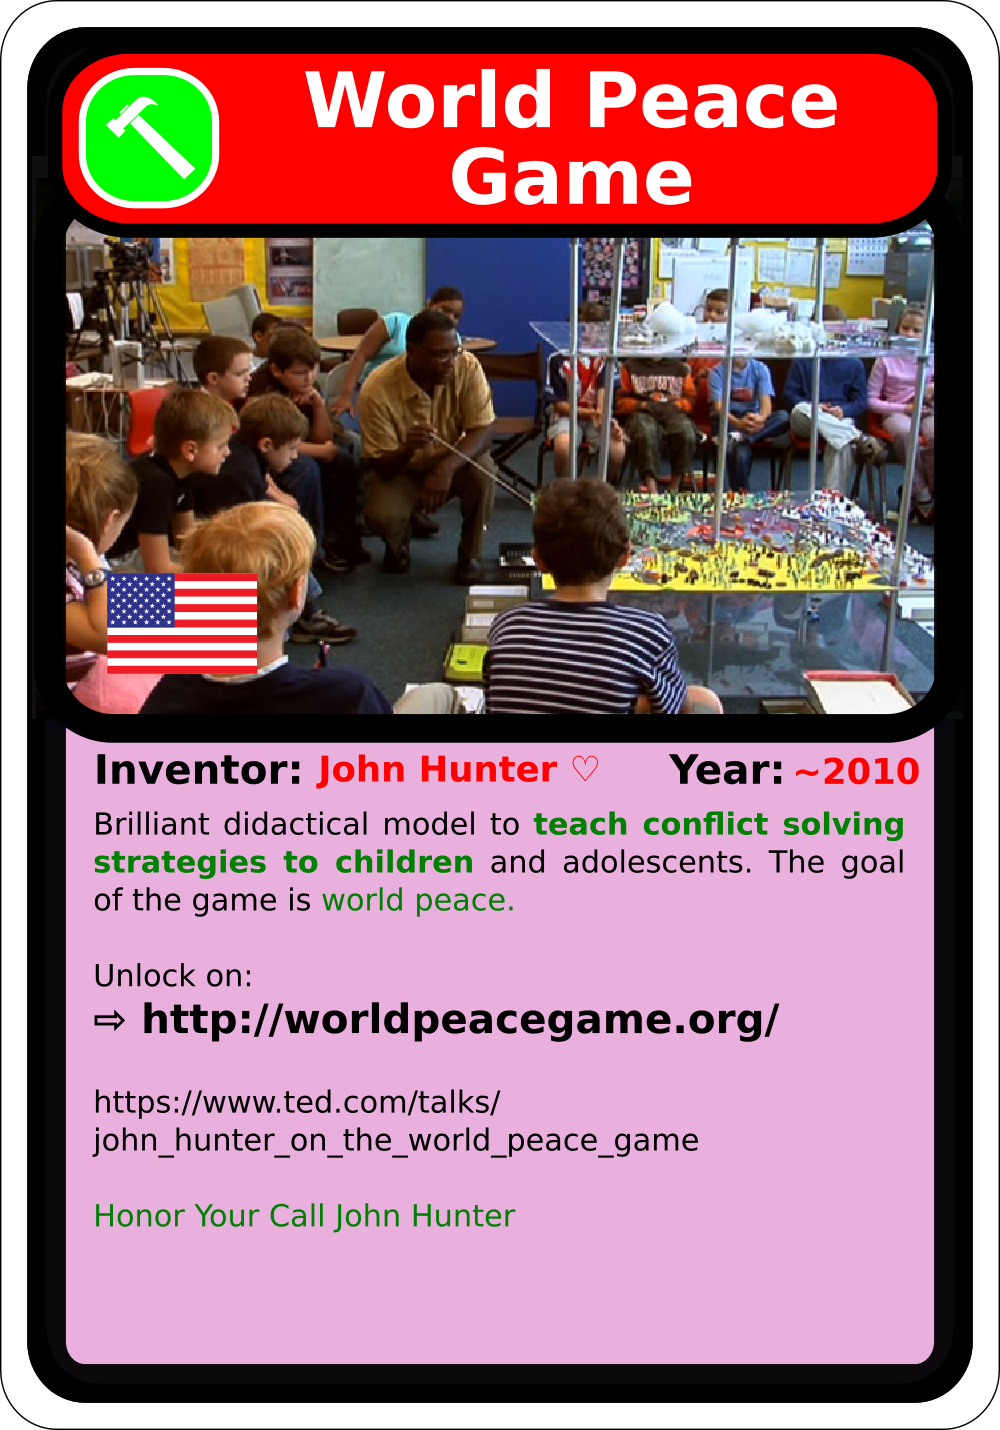 World Peace
Game
Inventor: John Hunter ♡ Year: ~2010
Brilliant didactical model to teach conflict solving
strategies to children and adolescents. The goal
of the game is world peace.
Unlock on:
⇨ http://worldpeacegame.org/
https://www.ted.com/talks/
john_hunter_on_the_world_peace_game
Honor Your Call John Hunter